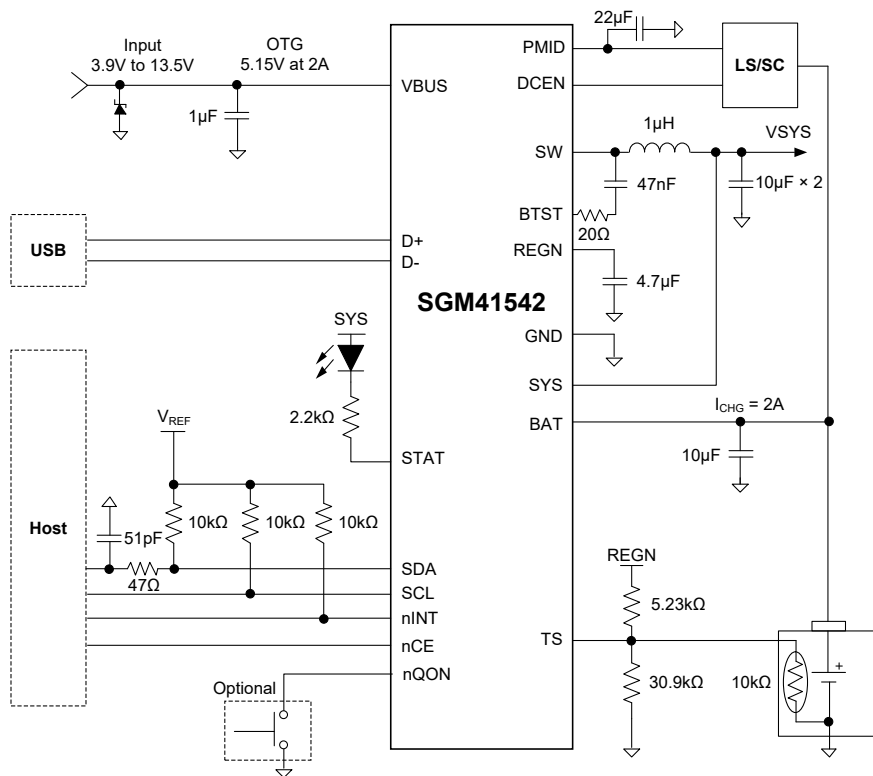 Input
3.9V to 13.5V
OTG
5.15V at 2A
1µF
VBUS
PMID
22µF
LS/SC
DCEN
1µH
VSYS
SW
47nF
10µF × 2
BTST
20Ω
USB
D+
D-
REGN
4.7µF
SGM41542
GND
SYS
SYS
BAT
I_CHG = 2A
10µF
2.2kΩ
STAT
V_REF
Host
51pF
10kΩ
10kΩ
10kΩ
47Ω
SDA
SCL
nINT
nCE
nQON
Optional
REGN
5.23kΩ
TS
30.9kΩ
10kΩ
+